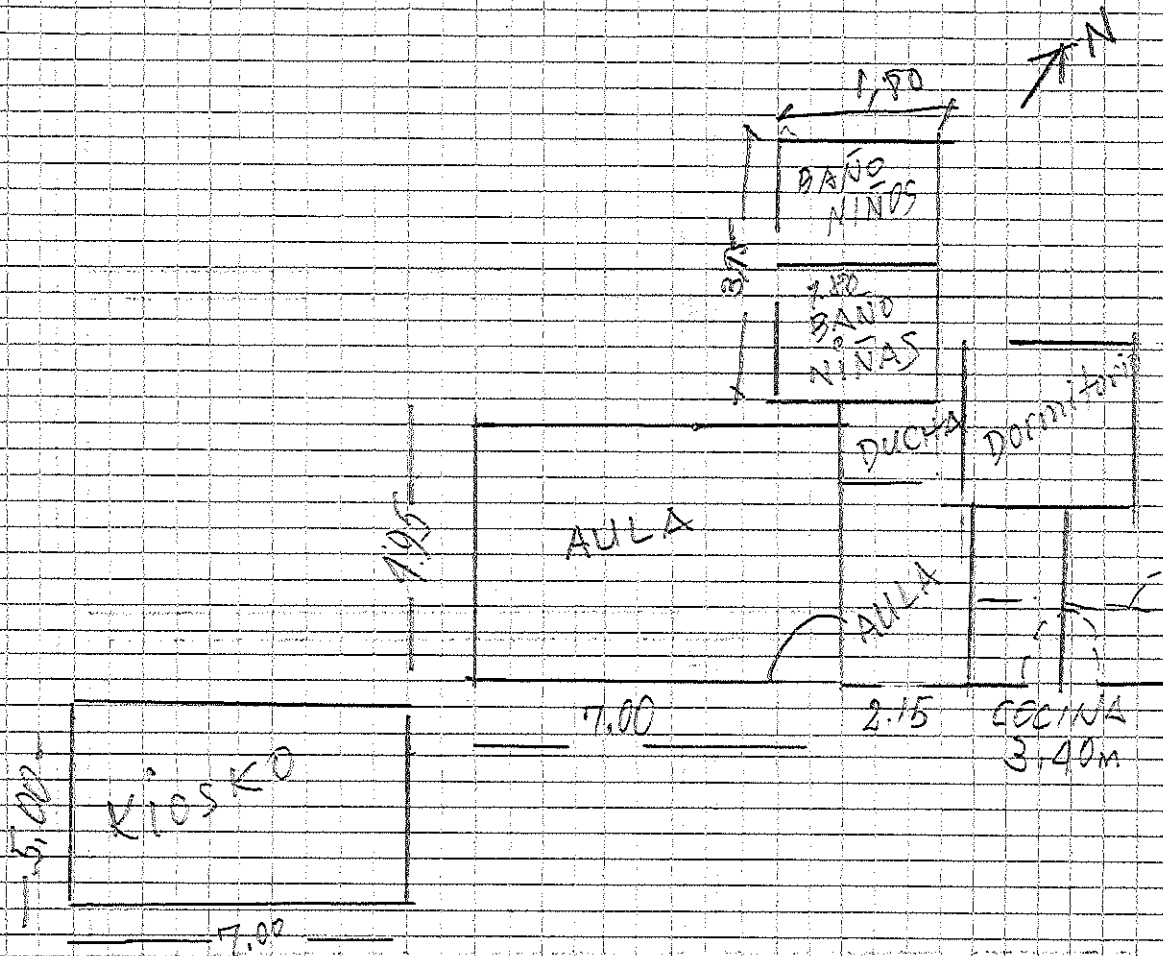 N
1,80
BAÑO
NIÑOS
3,75
1.80
BAÑO
NIÑAS
DUCHA
Dormitorio
AULA
AULA
7.00
2.15
COCINA
3,40m
KiosKO
5,00
7.00